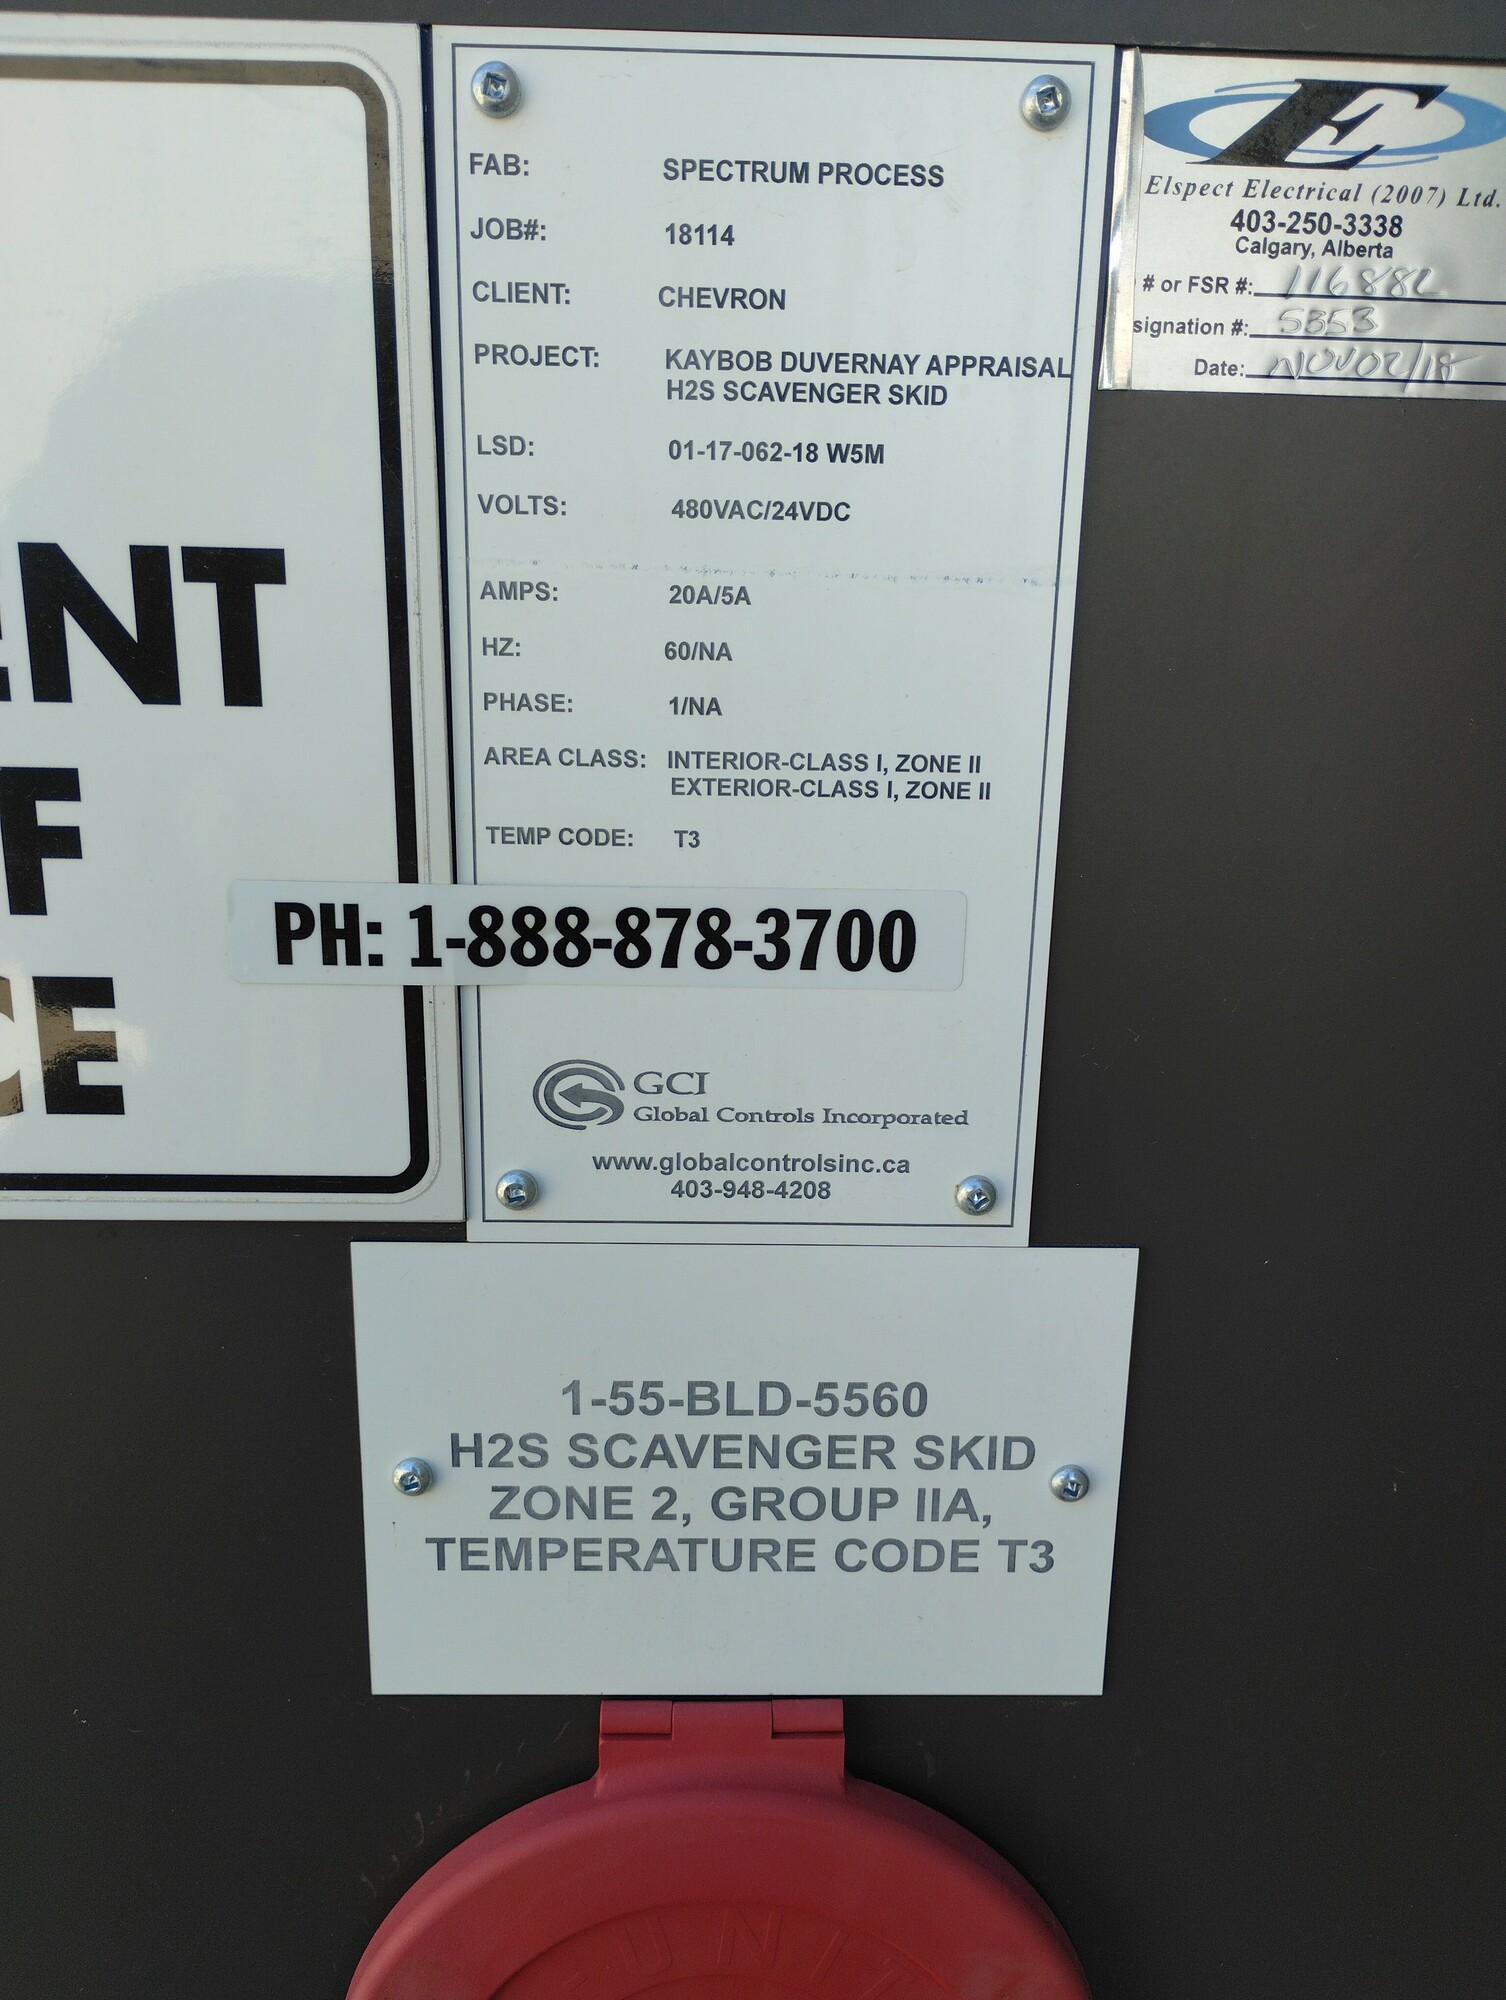 ENT
F
CE
FAB: SPECTRUM PROCESS
JOB#: 18114
CLIENT: CHEVRON
PROJECT: KAYBOB DUVERNAY APPRAISAL
H2S SCAVENGER SKID
LSD: 01-17-062-18 W5M
VOLTS: 480VAC/24VDC
AMPS: 20A/5A
HZ: 60/NA
PHASE: 1/NA
AREA CLASS: INTERIOR-CLASS I, ZONE II
EXTERIOR-CLASS I, ZONE II
TEMP CODE: T3
PH: 1-888-878-3700
GCI
Global Controls Incorporated
www.globalcontrolsinc.ca
403-948-4208
E
Elspect Electrical (2007) Ltd.
403-250-3338
Calgary, Alberta
# or FSR #:
signation #: 5353
Date: NOV 02/18
1-55-BLD-5560
H2S SCAVENGER SKID
ZONE 2, GROUP IIA,
TEMPERATURE CODE T3
UNIT